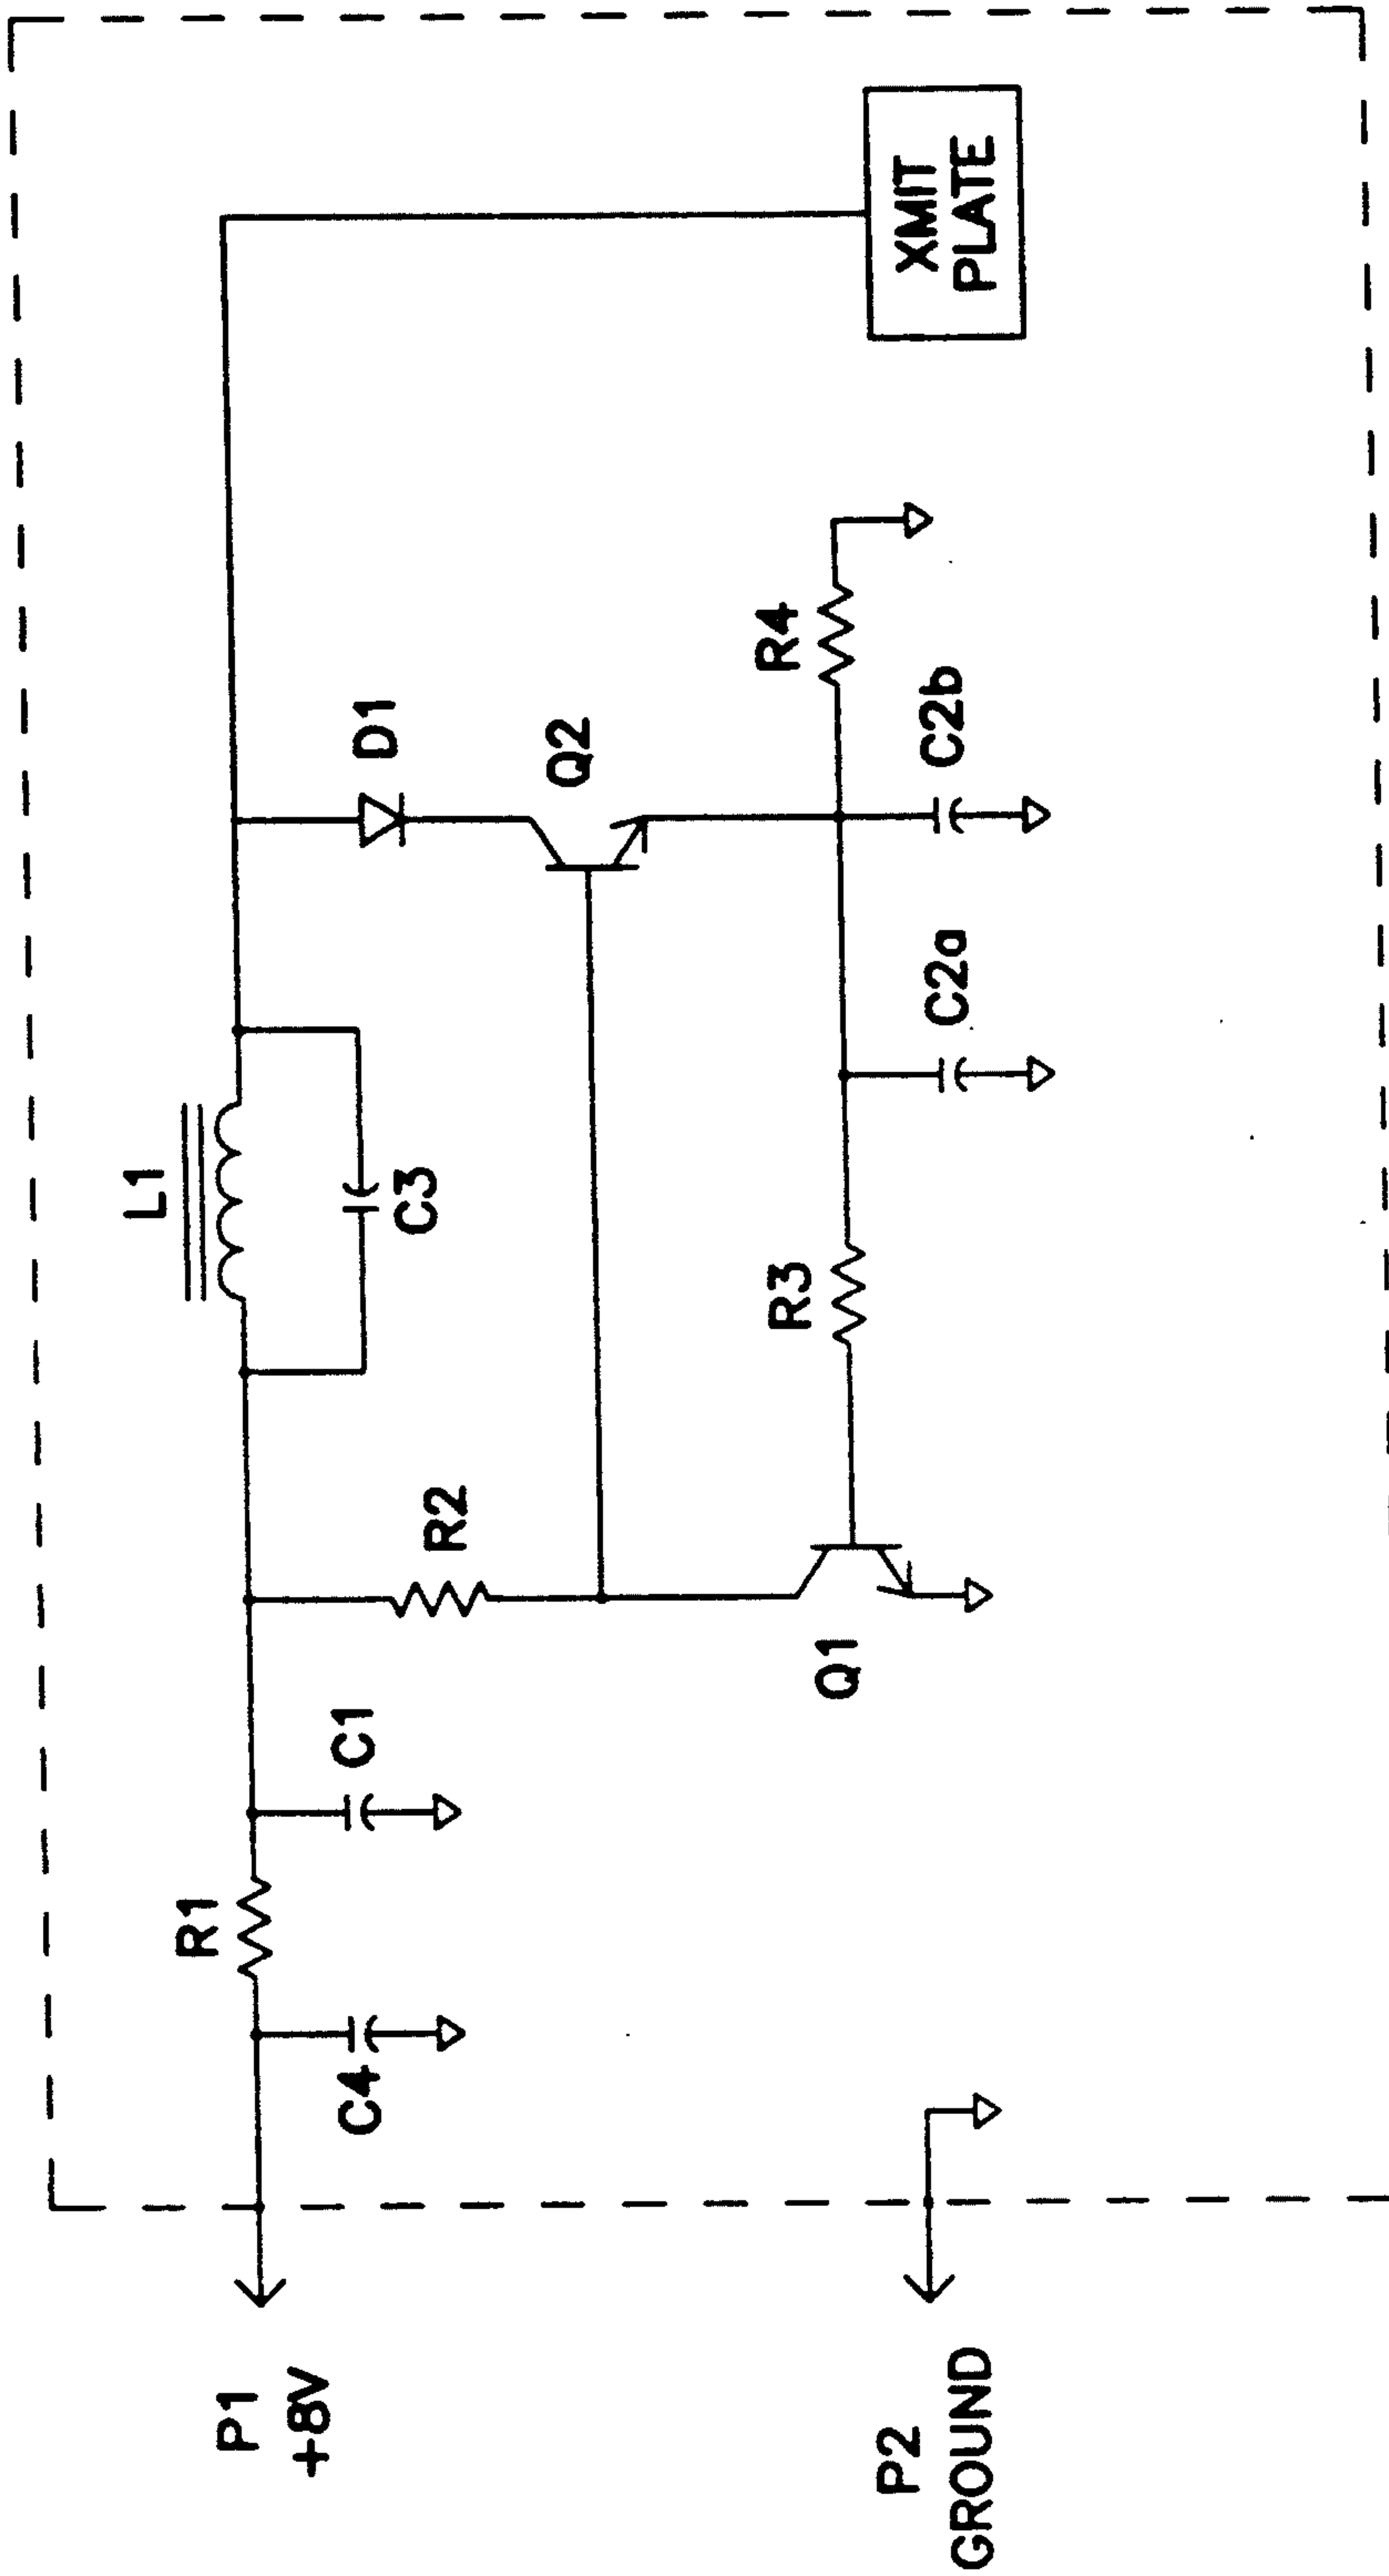 P1
+8V
P2
GROUND
C4
R1
C1
R2
Q1
L1
C3
R3
D1
Q2
C2a
C2b
R4
XMIT
PLATE